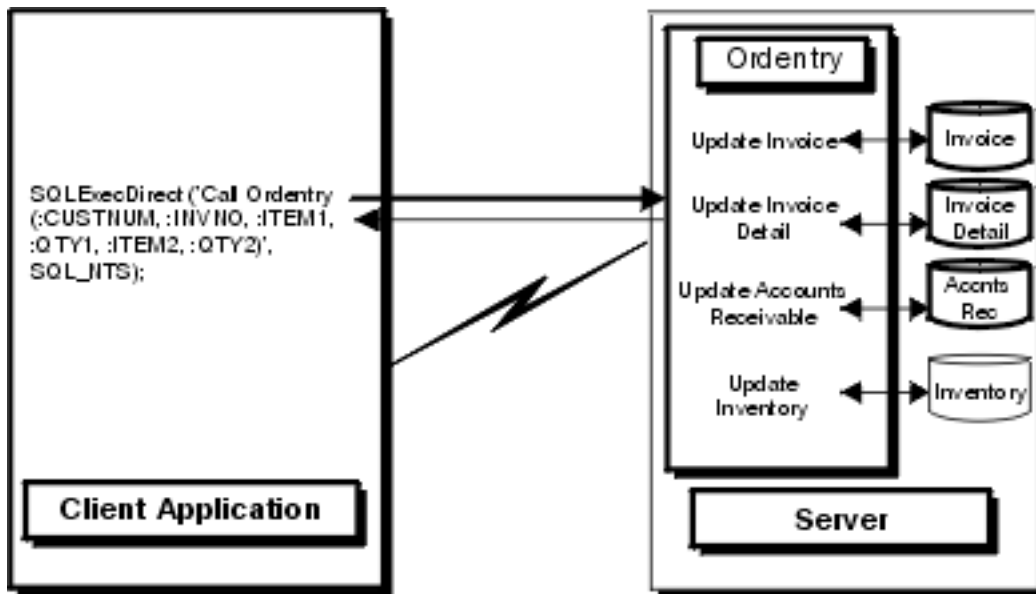 SQLExecDirect ('Call Ordentry
(:CUSTNUM, :INVNO, :ITEM1,
:QTY1, :ITEM2, :QTY2)',
SQL_NTS);
Client Application
Ordentry
Update Invoice
Invoice
Update Invoice
Detail
Invoice
Detail
Update Accounts
Receivable
Accnts
Rec
Update
Inventory
Inventory
Server